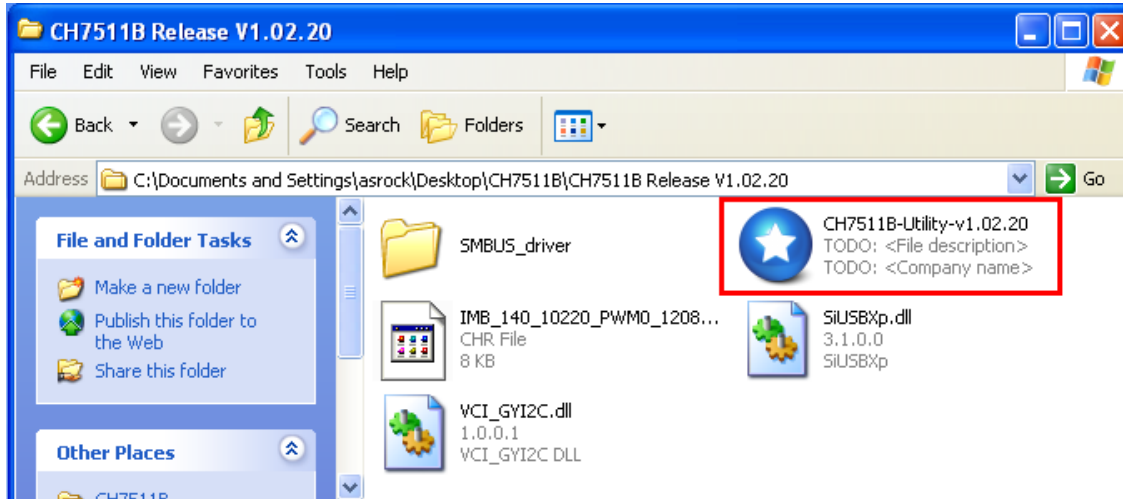 CH7511B Release V1.02.20
File Edit View Favorites Tools Help
Back Search Folders
Address C:\Documents and Settings\asrock\Desktop\CH7511B\CH7511B Release V1.02.20 Go
File and Folder Tasks
Make a new folder
Publish this folder to
the Web
Share this folder
Other Places
CH7511B
SMBUS_driver
CH7511B-Utility-v1.02.20
TODO: <File description>
TODO: <Company name>
IMB_140_10220_PWM0_1208...
CHR File
8 KB
SiUSBXp.dll
3.1.0.0
SiUSBXp
VCI_GYI2C.dll
1.0.0.1
VCI_GYI2C DLL